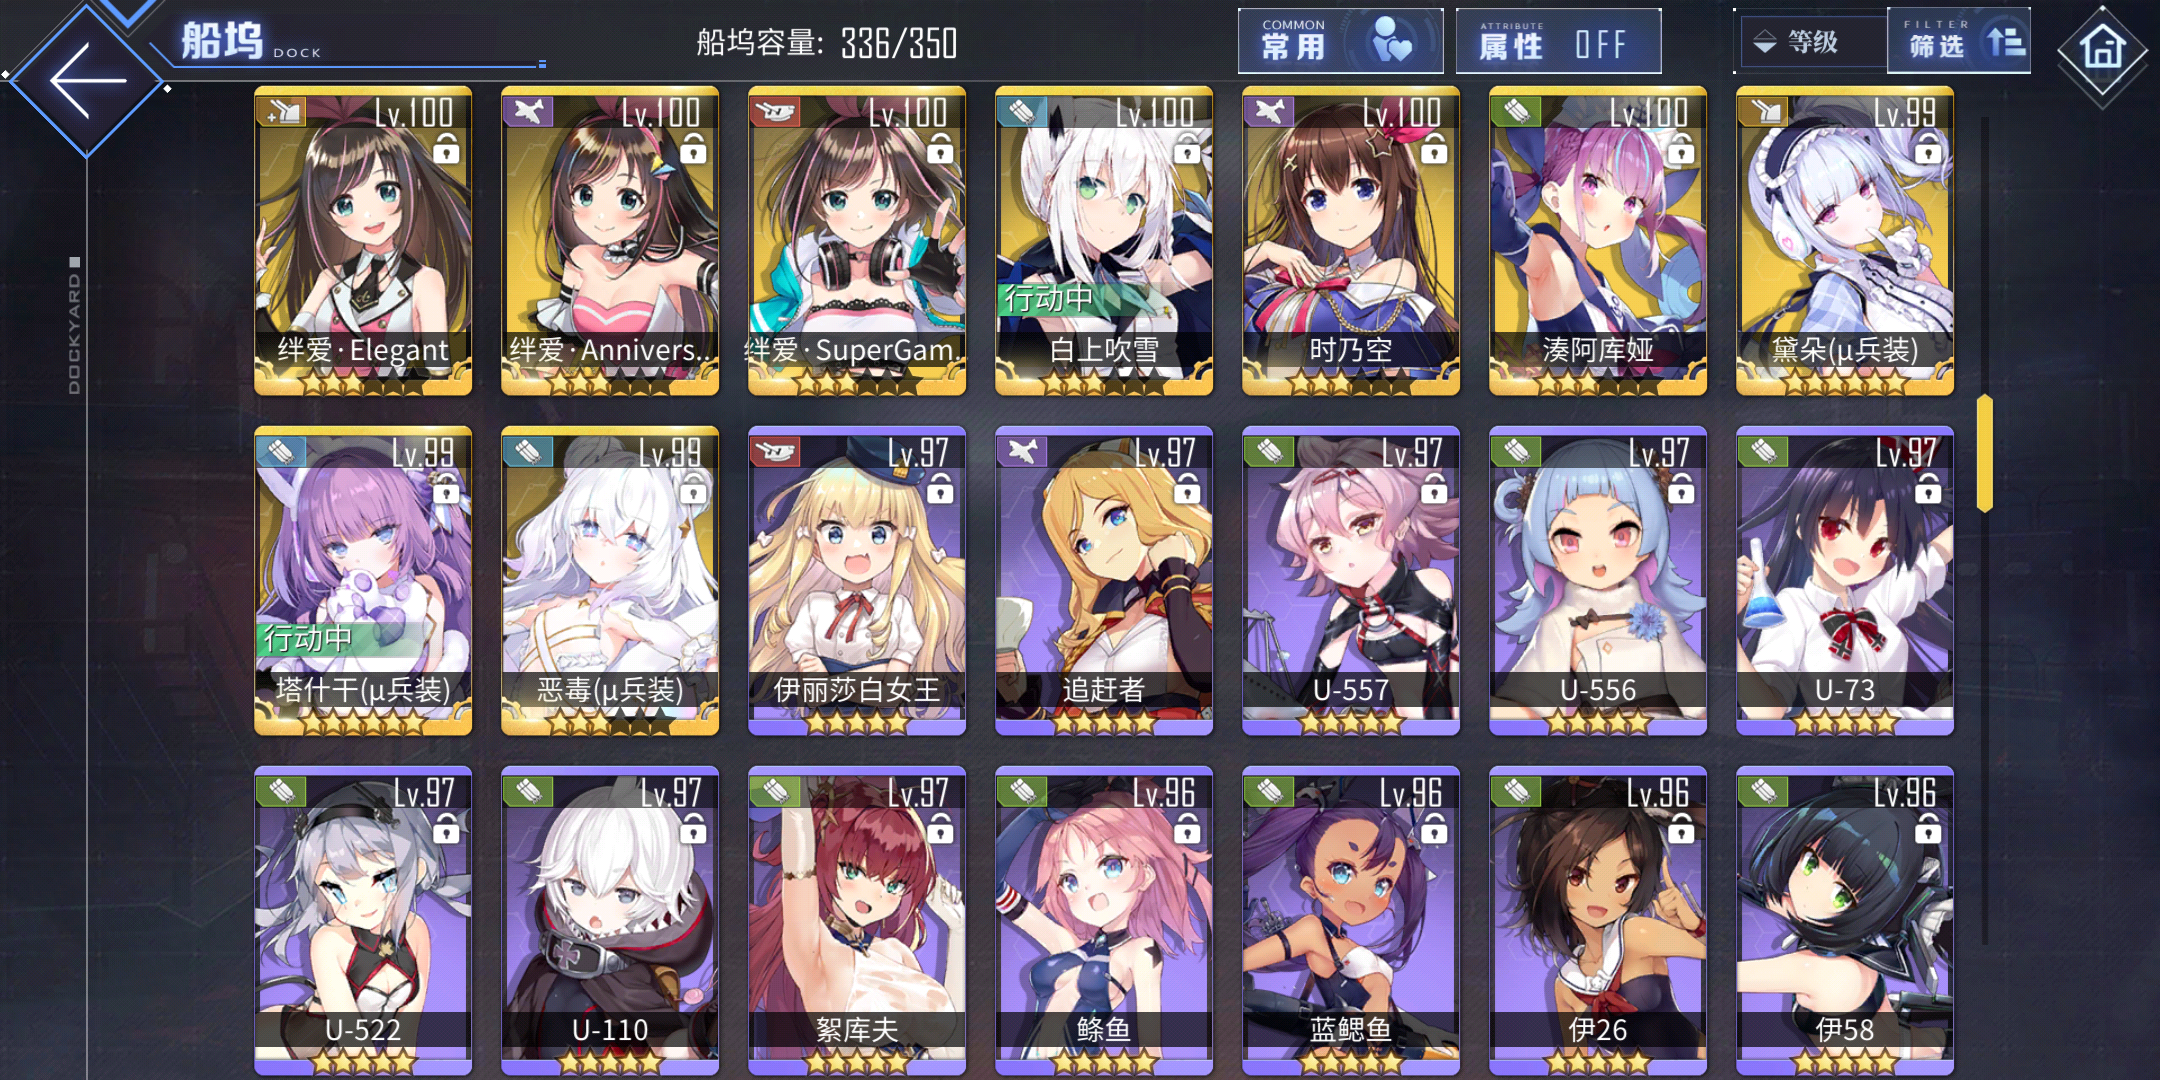 船坞 DOCK
船坞容量: 336/350
COMMON
常用
ATTRIBUTE
属性 OFF
等级
FILTER
筛选
DOCKYARD
Lv.100
绊爱·Elegant
Lv.100
绊爱·Annivers..
Lv.100
绊爱·SuperGam.
Lv.100
行动中
白上吹雪
Lv.100
时乃空
Lv.100
湊阿库娅
Lv.99
黛朵(μ兵装)
Lv.99
行动中
塔什干(μ兵装)
Lv.99
恶毒(μ兵装)
Lv.97
伊丽莎白女王
Lv.97
追赶者
Lv.97
U-557
Lv.97
U-556
Lv.97
U-73
Lv.97
U-522
Lv.97
U-110
Lv.97
絮库夫
Lv.96
鲦鱼
Lv.96
蓝鳃鱼
Lv.96
伊26
Lv.96
伊58